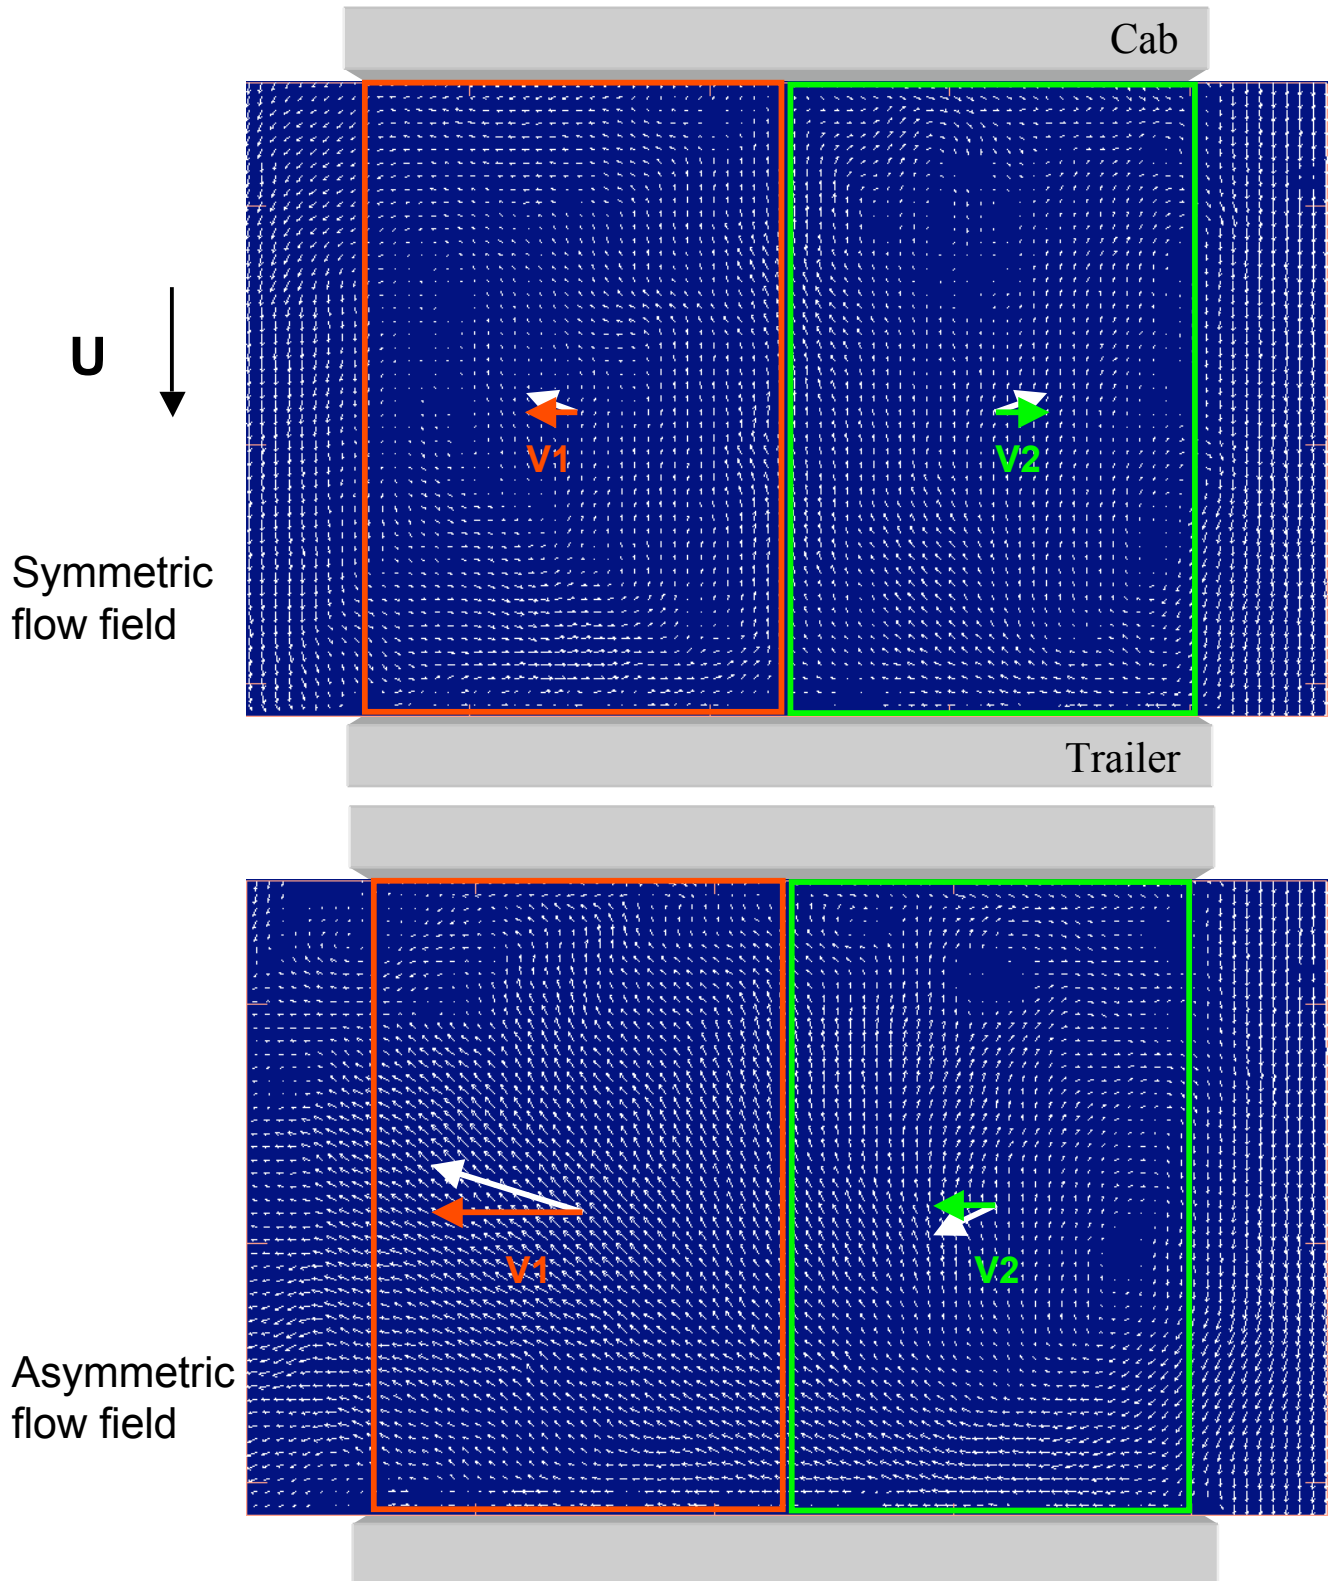 Cab
U
V1
V2
Symmetric
flow field
Trailer
V1
V2
Asymmetric
flow field